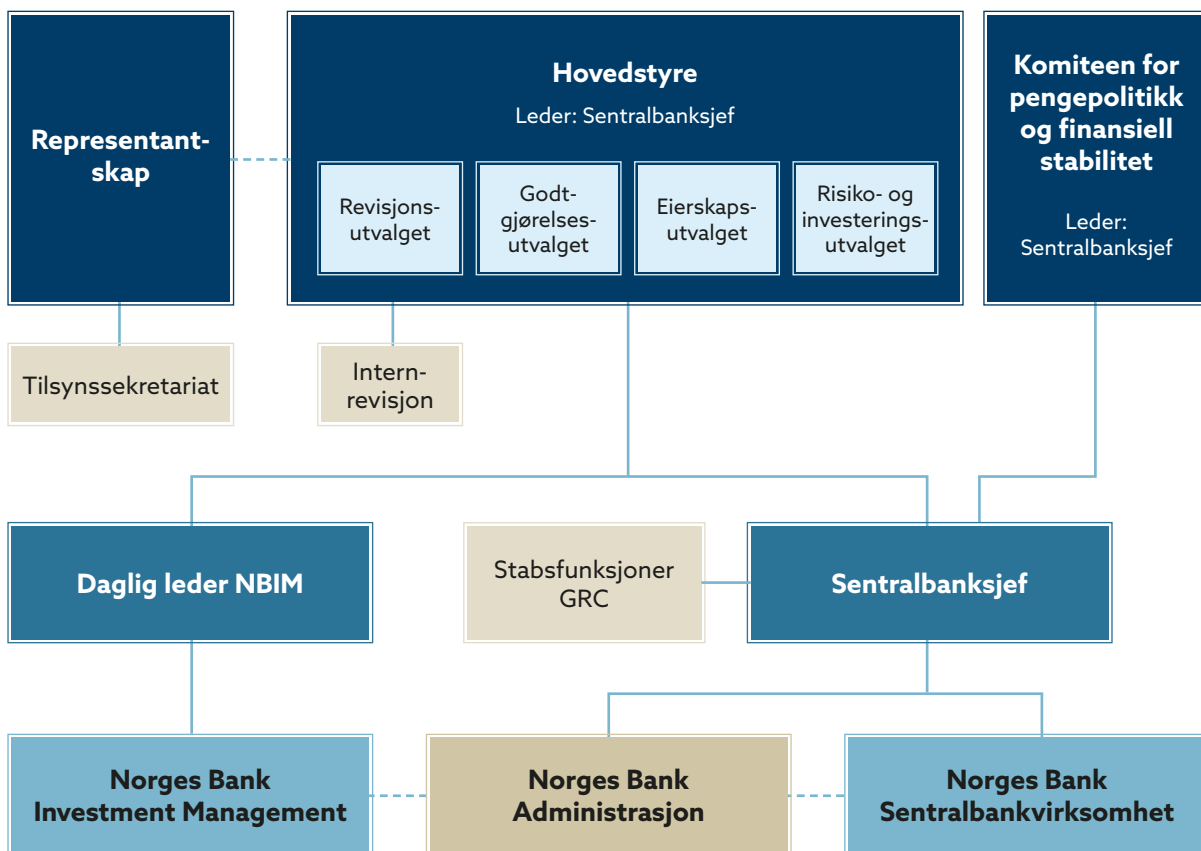 Representant-
skap
Hovedstyre
Leder: Sentralbanksjef
Revisjons-
utvalget
Godt-
gjørelses-
utvalget
Eierskaps-
utvalget
Risiko- og
investerings-
utvalget
Komiteen for
pengepolitikk
og finansiell
stabilitet
Leder:
Sentralbanksjef
Tilsynssekretariat
Intern-
revisjon
Daglig leder NBIM
Stabsfunksjoner
GRC
Sentralbanksjef
Norges Bank
Investment Management
Norges Bank
Administrasjon
Norges Bank
Sentralbankvirksomhet